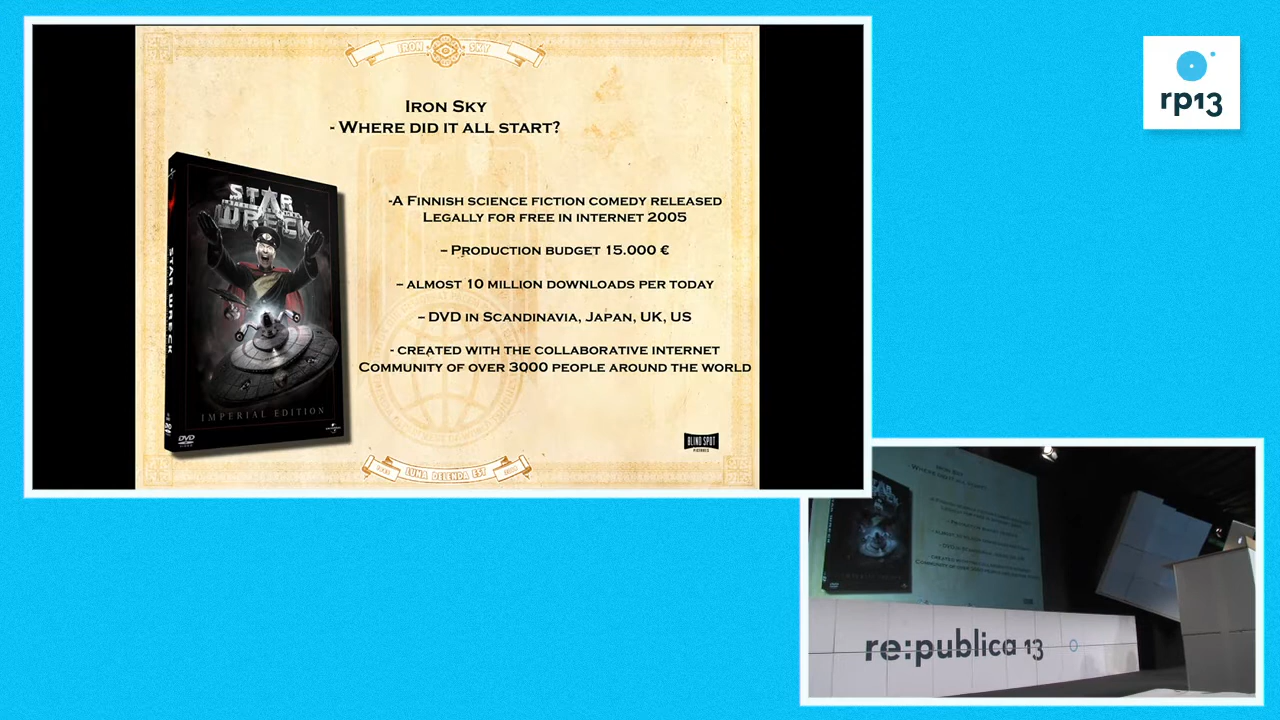 IRON SKY
IRON SKY
- WHERE DID IT ALL START?
STAR
WRECK
STAR WRECK
IMPERIAL EDITION
DVD
-A FINNISH SCIENCE FICTION COMEDY RELEASED
LEGALLY FOR FREE IN INTERNET 2005
– PRODUCTION BUDGET 15.000 €
– ALMOST 10 MILLION DOWNLOADS PER TODAY
– DVD IN SCANDINAVIA, JAPAN, UK, US
- CREATED WITH THE COLLABORATIVE INTERNET
COMMUNITY OF OVER 3000 PEOPLE AROUND THE WORLD
BLIND SPOT
PICTURES
LUNA DELENDA EST
rp13
re:publica 13